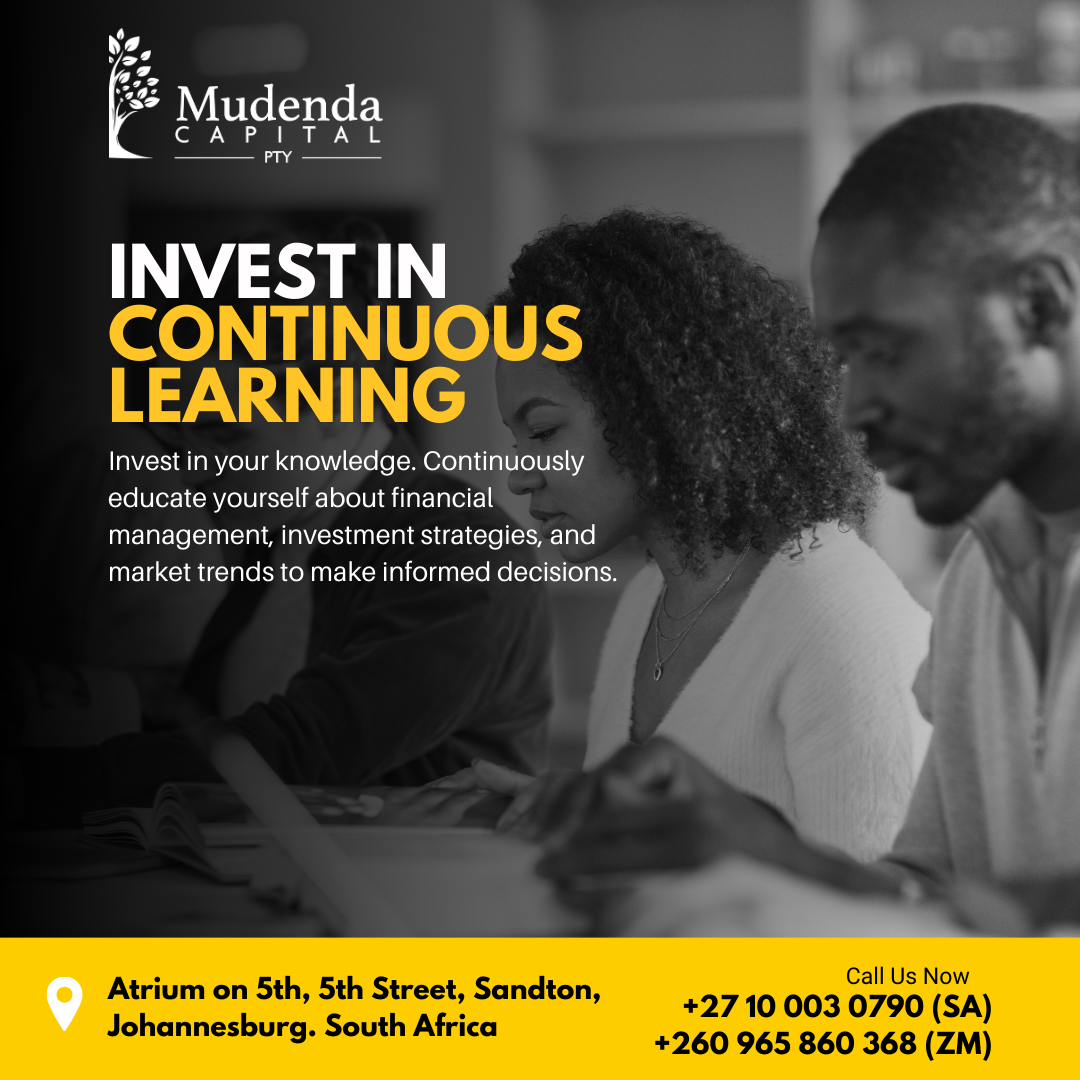 Mudenda
CAPITAL
PTY
INVEST IN
CONTINUOUS
LEARNING
Invest in your knowledge. Continuously
educate yourself about financial
management, investment strategies, and
market trends to make informed decisions.
Atrium on 5th, 5th Street, Sandton,
Johannesburg. South Africa
Call Us Now
+27 10 003 0790 (SA)
+260 965 860 368 (ZM)